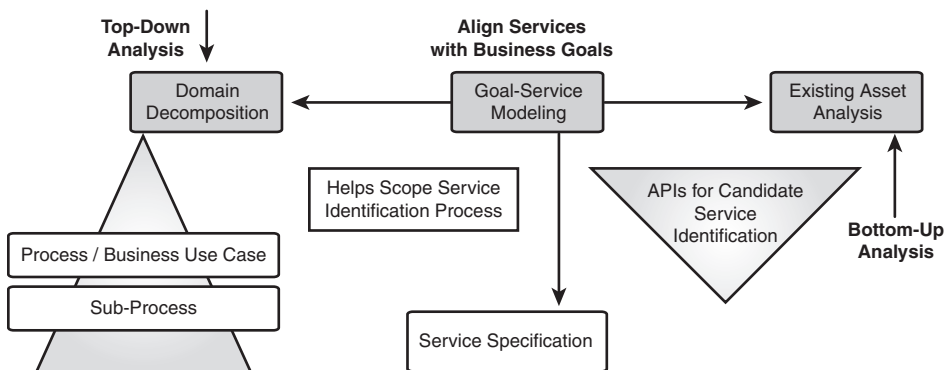 Top-Down
Analysis
Align Services
with Business Goals
Domain
Decomposition
Goal-Service
Modeling
Existing Asset
Analysis
Helps Scope Service
Identification Process
APIs for Candidate
Service
Identification
Bottom-Up
Analysis
Process / Business Use Case
Sub-Process
Service Specification